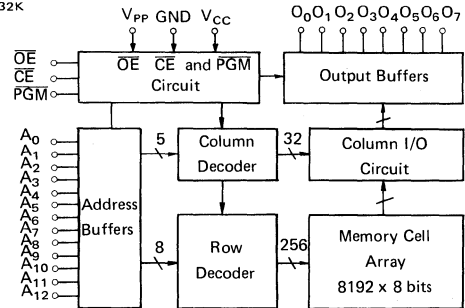 32K
V_PP GND V_CC
O0 O1 O2 O3 O4 O5 O6 O7
OE
CE
PGM
OE CE and PGM
Circuit
Output Buffers
A0
A1
A2
A3
A4
A5
A6
A7
A8
A9
A10
A11
A12
Address
Buffers
5
Column
Decoder
32
Column I/O
Circuit
8
Row
Decoder
256
Memory Cell
Array
8192 x 8 bits